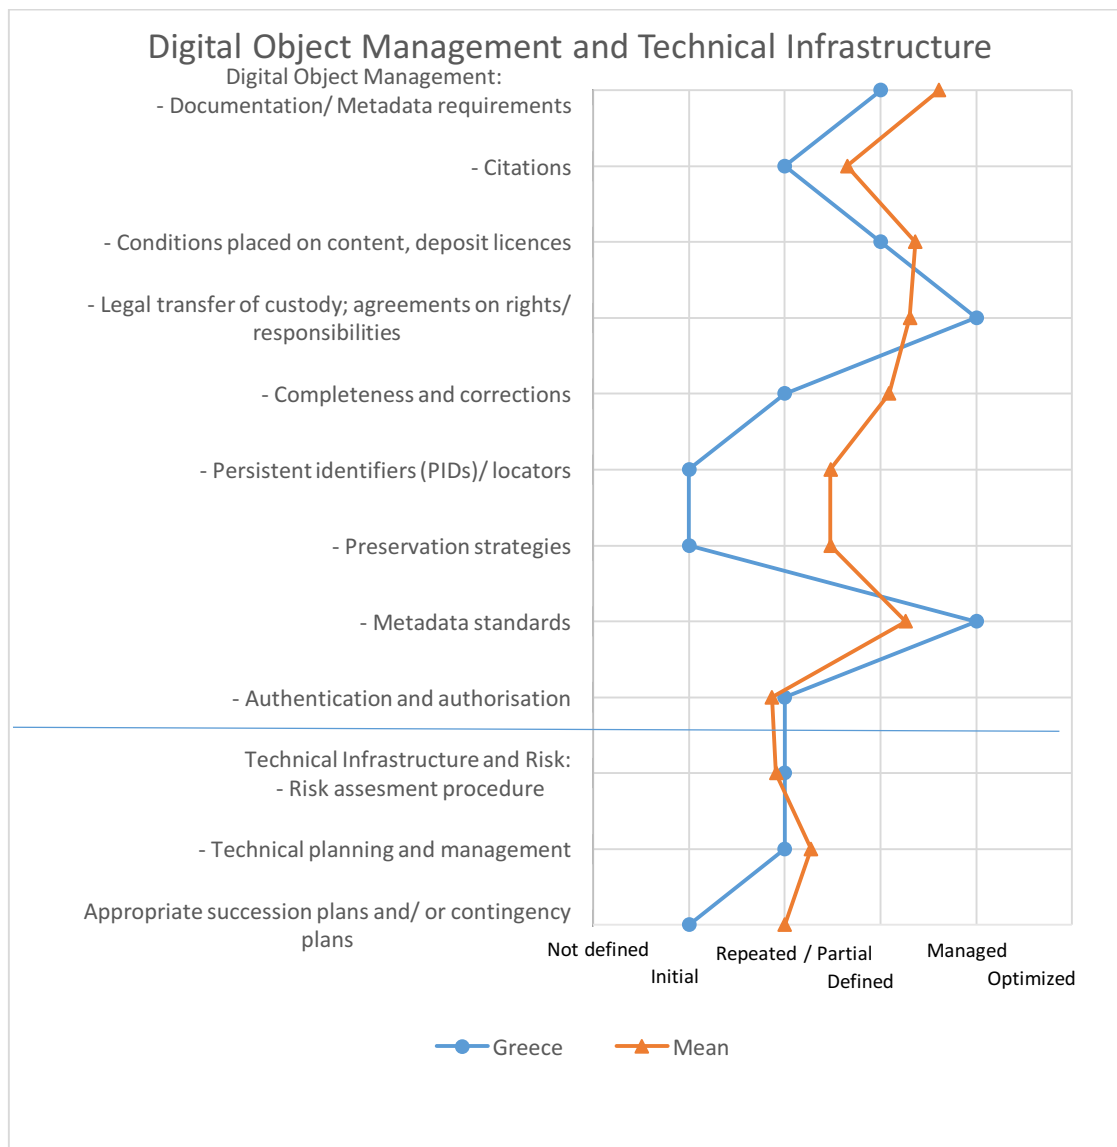 Digital Object Management and Technical Infrastructure
Digital Object Management:
- Documentation/ Metadata requirements
- Citations
- Conditions placed on content, deposit licences
- Legal transfer of custody; agreements on rights/
responsibilities
- Completeness and corrections
- Persistent identifiers (PIDs)/ locators
- Preservation strategies
- Metadata standards
- Authentication and authorisation
Technical Infrastructure and Risk:
- Risk assesment procedure
- Technical planning and management
Appropriate succession plans and/ or contingency
plans
Not defined
Initial
Repeated / Partial
Defined
Managed
Optimized
Greece
Mean